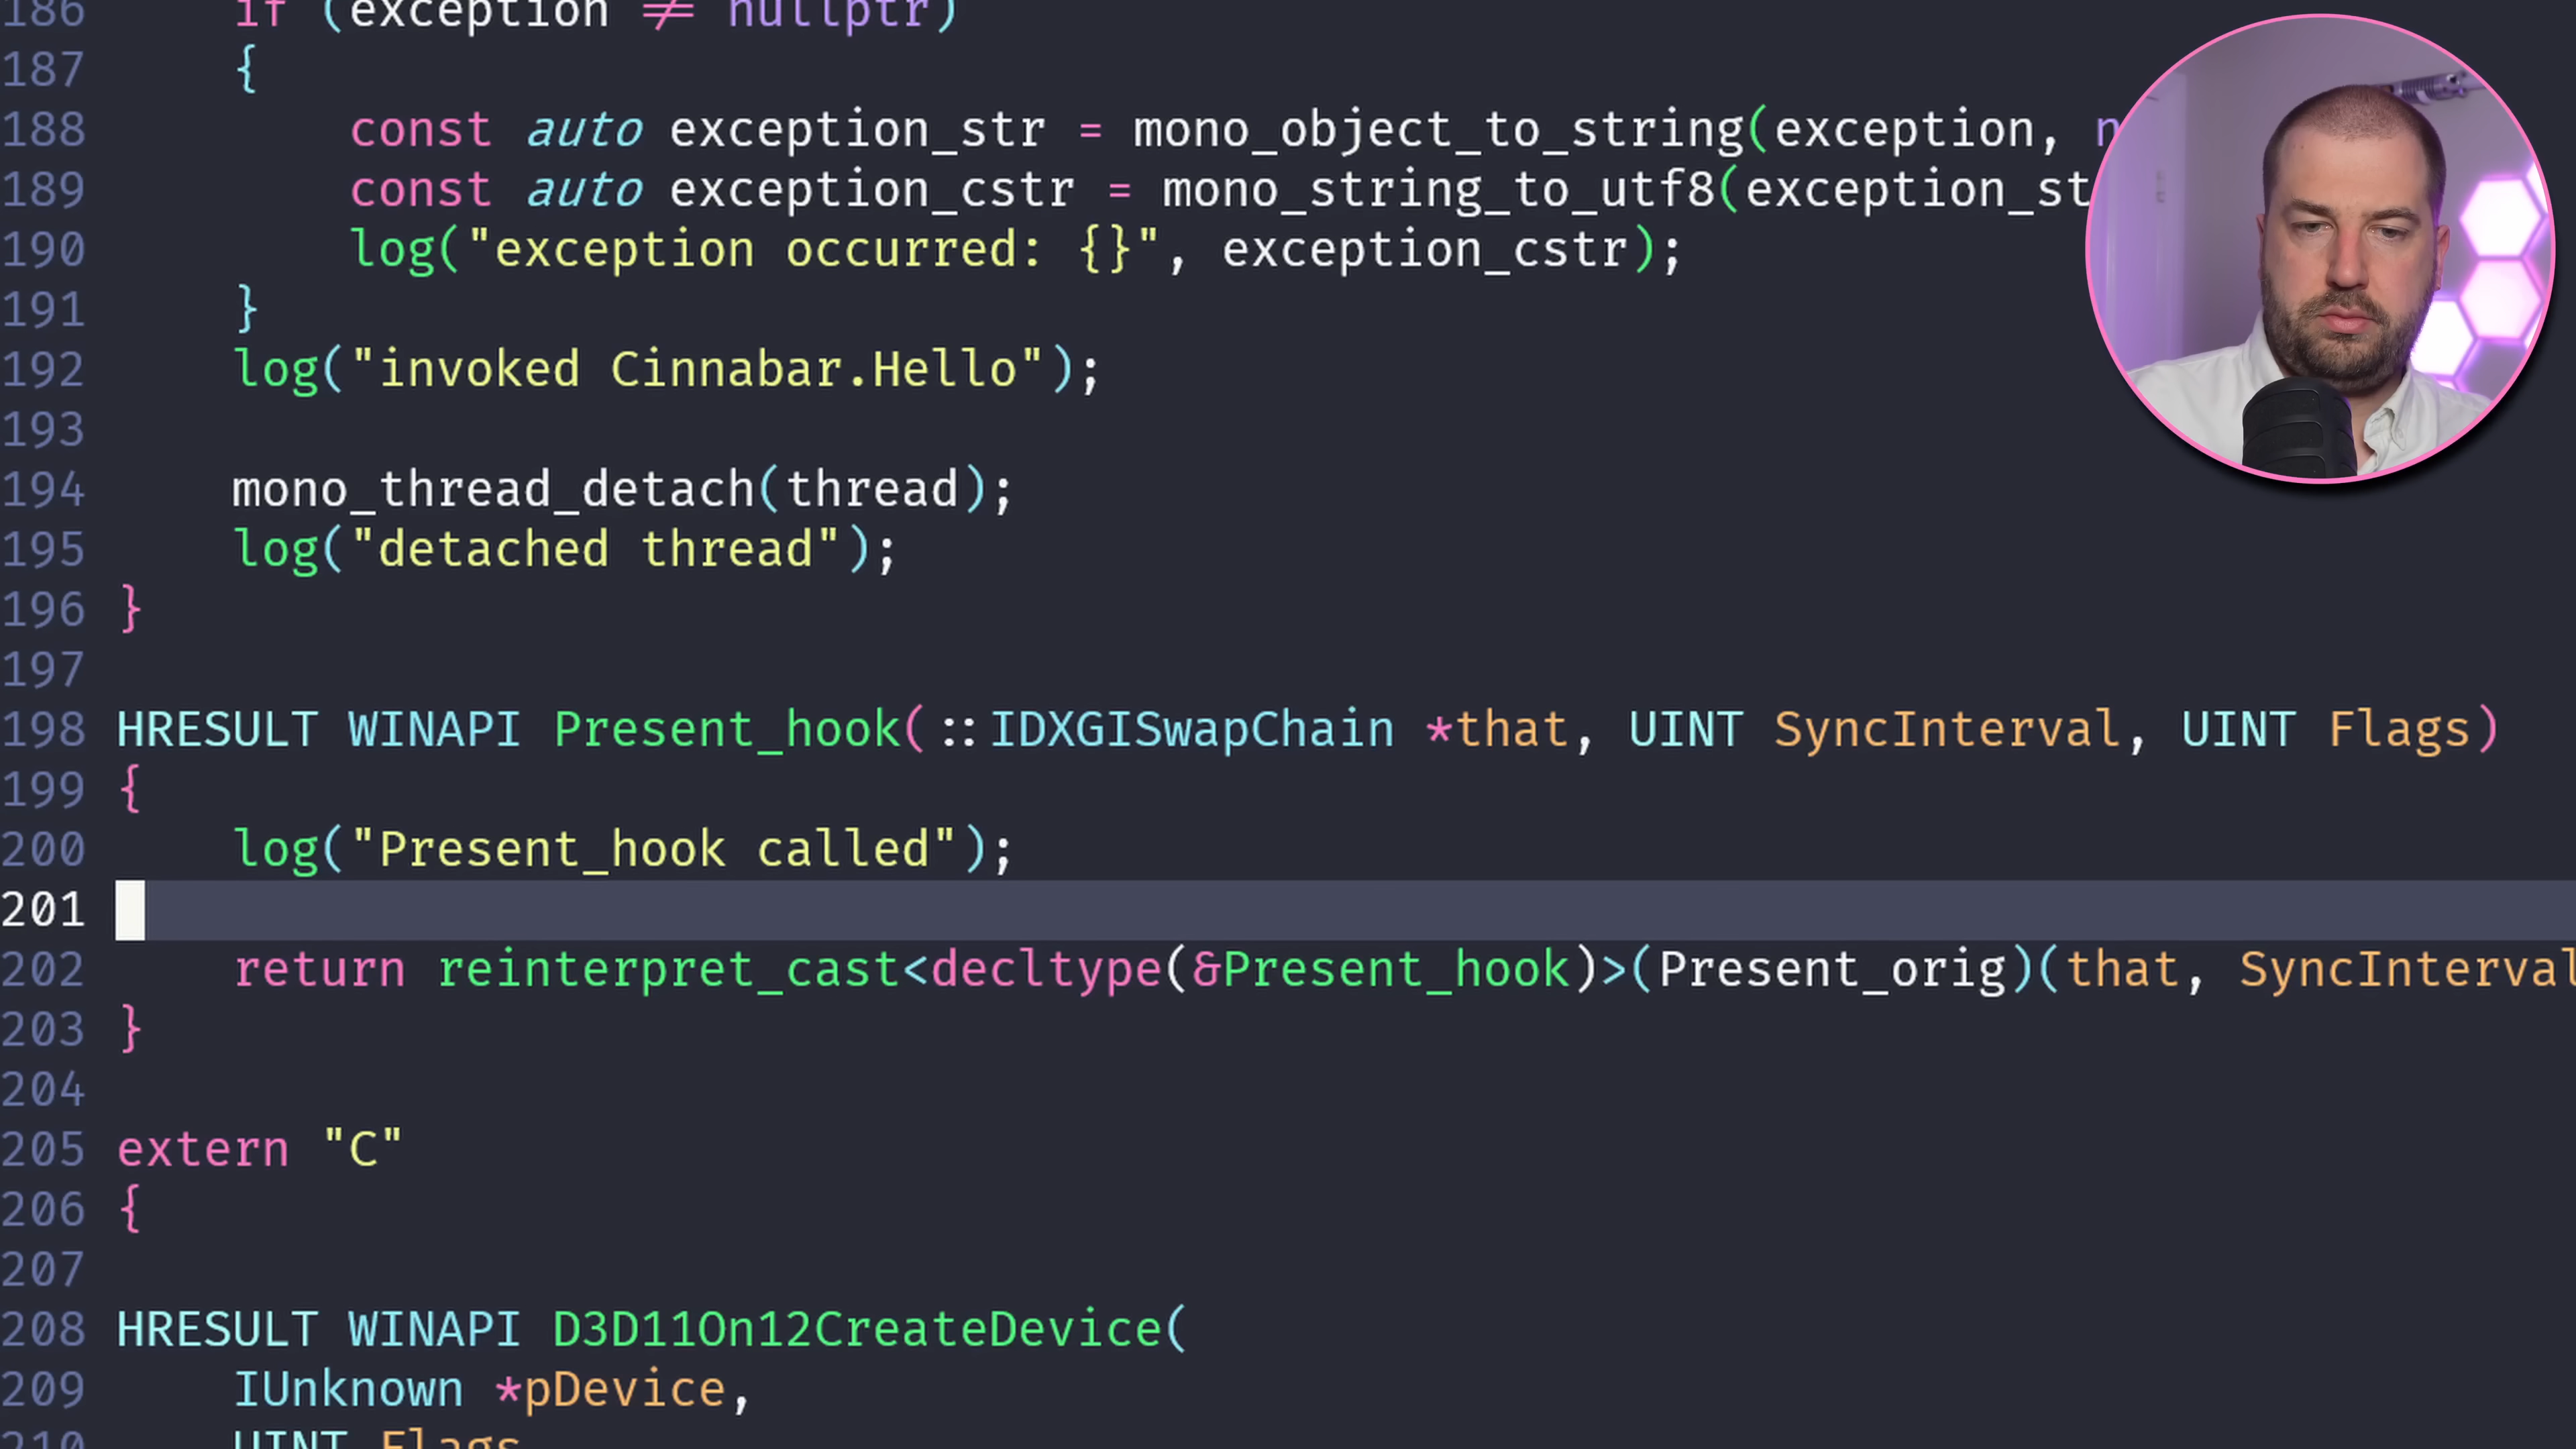 186 if (exception ≠ nullptr)
187 {
188 const auto exception_str = mono_object_to_string(exception, n
189 const auto exception_cstr = mono_string_to_utf8(exception_st
190 log("exception occurred: {}", exception_cstr);
191 }
192 log("invoked Cinnabar.Hello");
193
194 mono_thread_detach(thread);
195 log("detached thread");
196 }
197
198 HRESULT WINAPI Present_hook(::IDXGISwapChain *that, UINT SyncInterval, UINT Flags)
199 {
200 log("Present_hook called");
201
202 return reinterpret_cast<decltype(&Present_hook)>(Present_orig)(that, SyncInterval
203 }
204
205 extern "C"
206 {
207
208 HRESULT WINAPI D3D11On12CreateDevice(
209 IUnknown *pDevice,
210 UINT Flags